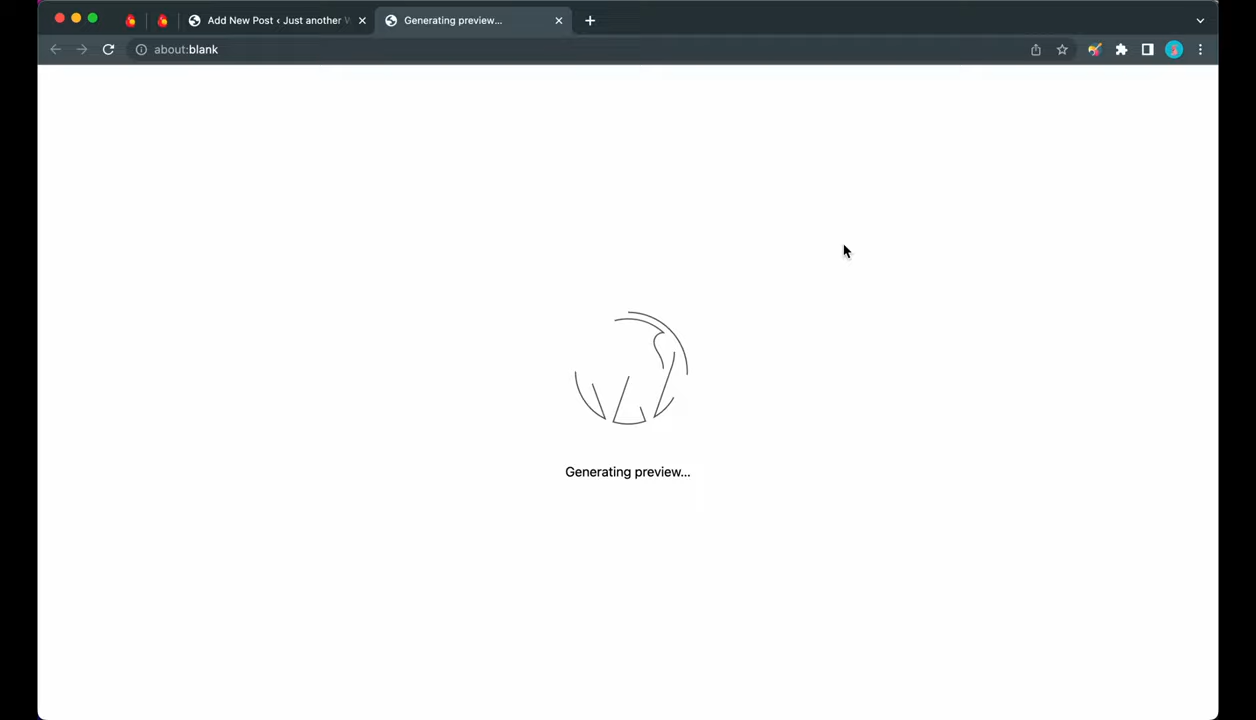 Add New Post ‹ Just another
Generating preview...
about:blank
Generating preview...